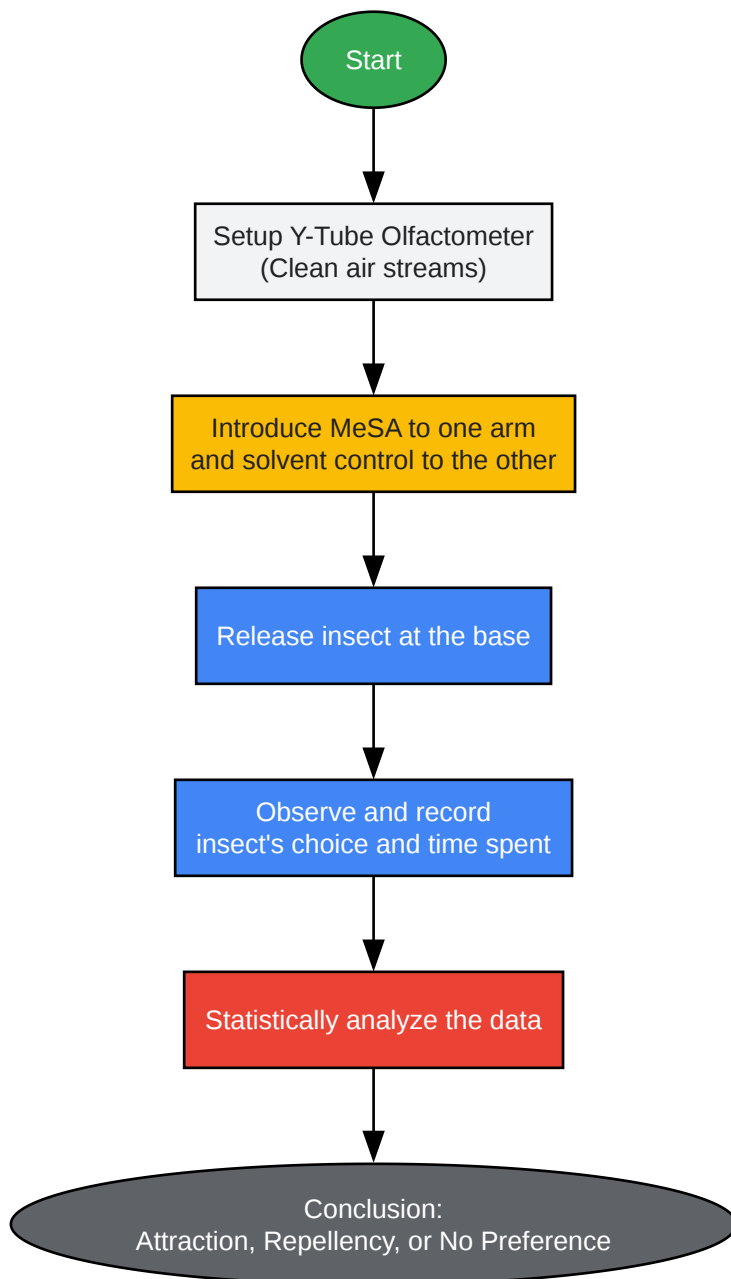 Start
Setup Y-Tube Olfactometer
(Clean air streams)
Introduce MeSA to one arm
and solvent control to the other
Release insect at the base
Observe and record
insect's choice and time spent
Statistically analyze the data
Conclusion:
Attraction, Repellency, or No Preference